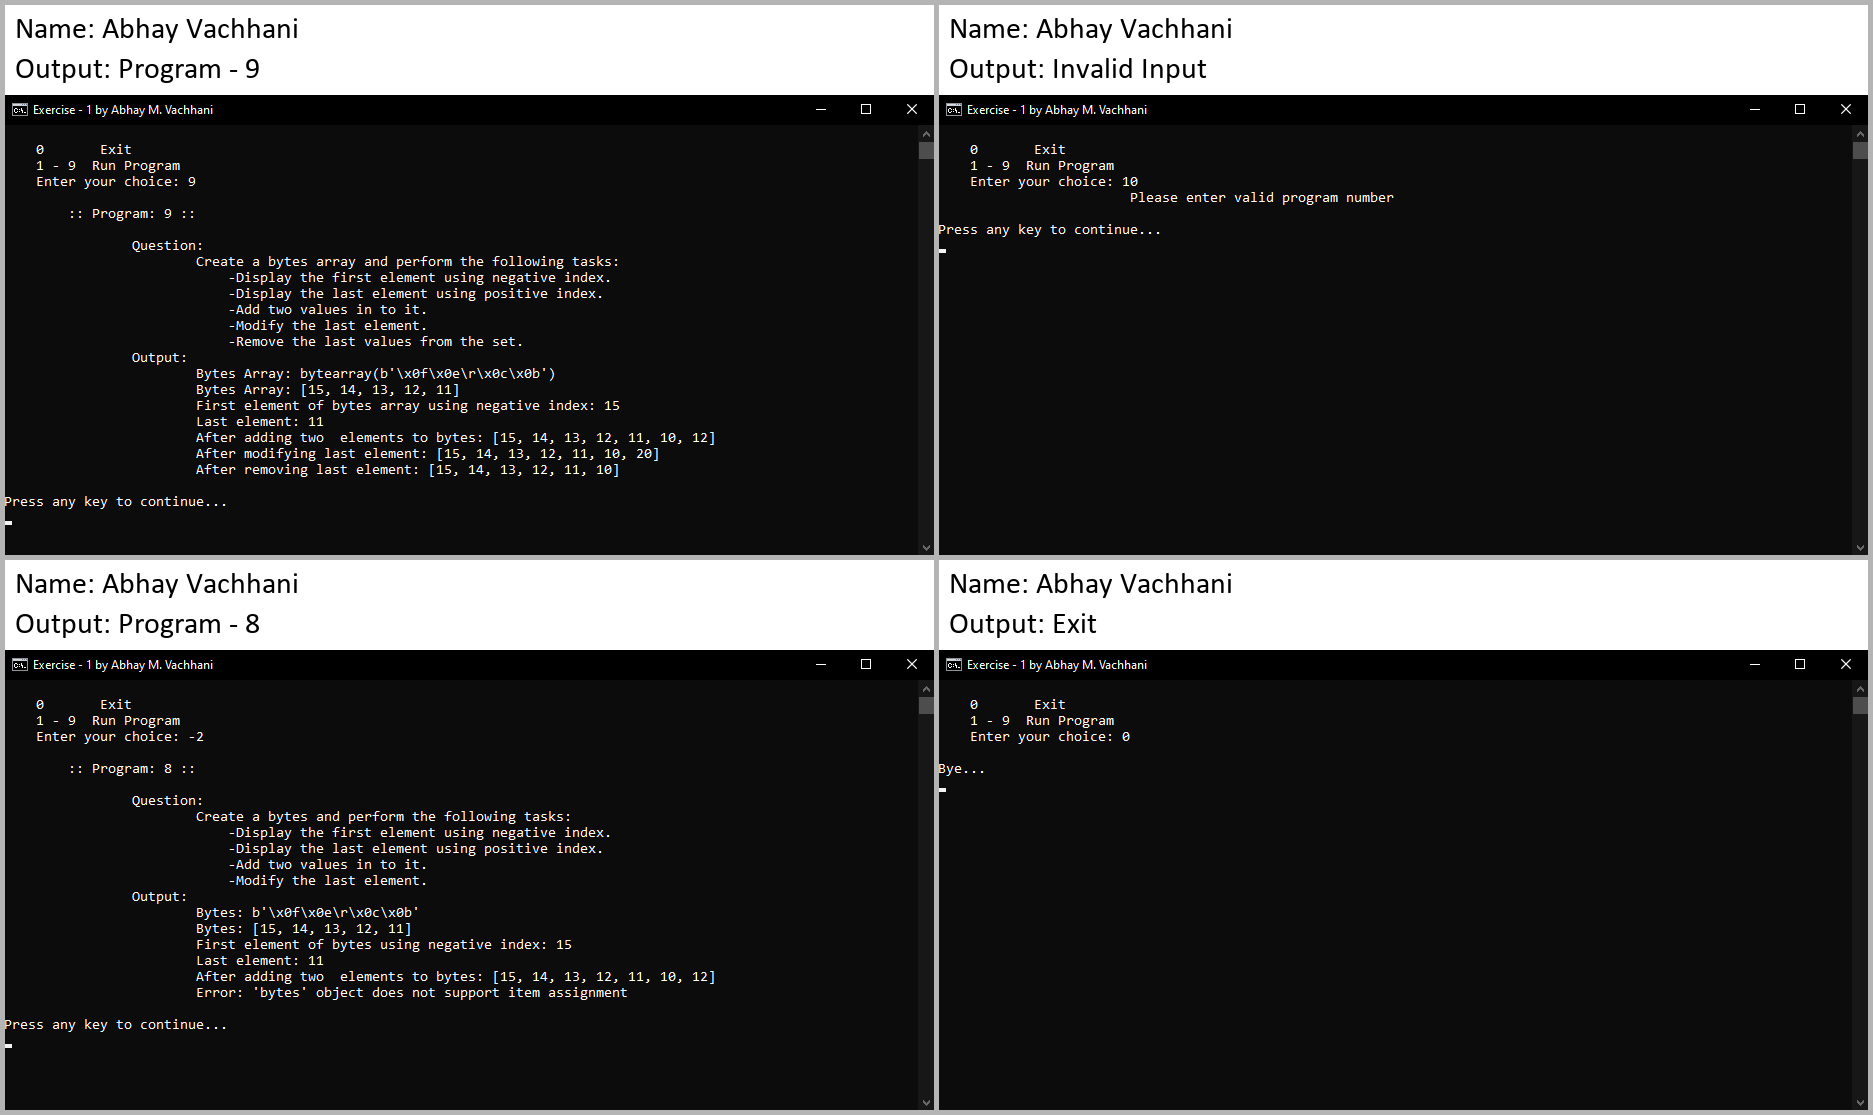 Name: Abhay Vachhani
Output: Program - 9
Exercise - 1 by Abhay M. Vachhani
0       Exit
1 - 9  Run Program
Enter your choice: 9
:: Program: 9 ::
Question:
Create a bytes array and perform the following tasks:
-Display the first element using negative index.
-Display the last element using positive index.
-Add two values in to it.
-Modify the last element.
-Remove the last values from the set.
Output:
Bytes Array: bytearray(b'\x0f\x0e\r\x0c\x0b')
Bytes Array: [15, 14, 13, 12, 11]
First element of bytes array using negative index: 15
Last element: 11
After adding two  elements to bytes: [15, 14, 13, 12, 11, 10, 12]
After modifying last element: [15, 14, 13, 12, 11, 10, 20]
After removing last element: [15, 14, 13, 12, 11, 10]
Press any key to continue...
Name: Abhay Vachhani
Output: Invalid Input
Exercise - 1 by Abhay M. Vachhani
0       Exit
1 - 9  Run Program
Enter your choice: 10
Please enter valid program number
Press any key to continue...
Name: Abhay Vachhani
Output: Program - 8
Exercise - 1 by Abhay M. Vachhani
0       Exit
1 - 9  Run Program
Enter your choice: -2
:: Program: 8 ::
Question:
Create a bytes and perform the following tasks:
-Display the first element using negative index.
-Display the last element using positive index.
-Add two values in to it.
-Modify the last element.
Output:
Bytes: b'\x0f\x0e\r\x0c\x0b'
Bytes: [15, 14, 13, 12, 11]
First element of bytes using negative index: 15
Last element: 11
After adding two  elements to bytes: [15, 14, 13, 12, 11, 10, 12]
Error: 'bytes' object does not support item assignment
Press any key to continue...
Name: Abhay Vachhani
Output: Exit
Exercise - 1 by Abhay M. Vachhani
0       Exit
1 - 9  Run Program
Enter your choice: 0
Bye...